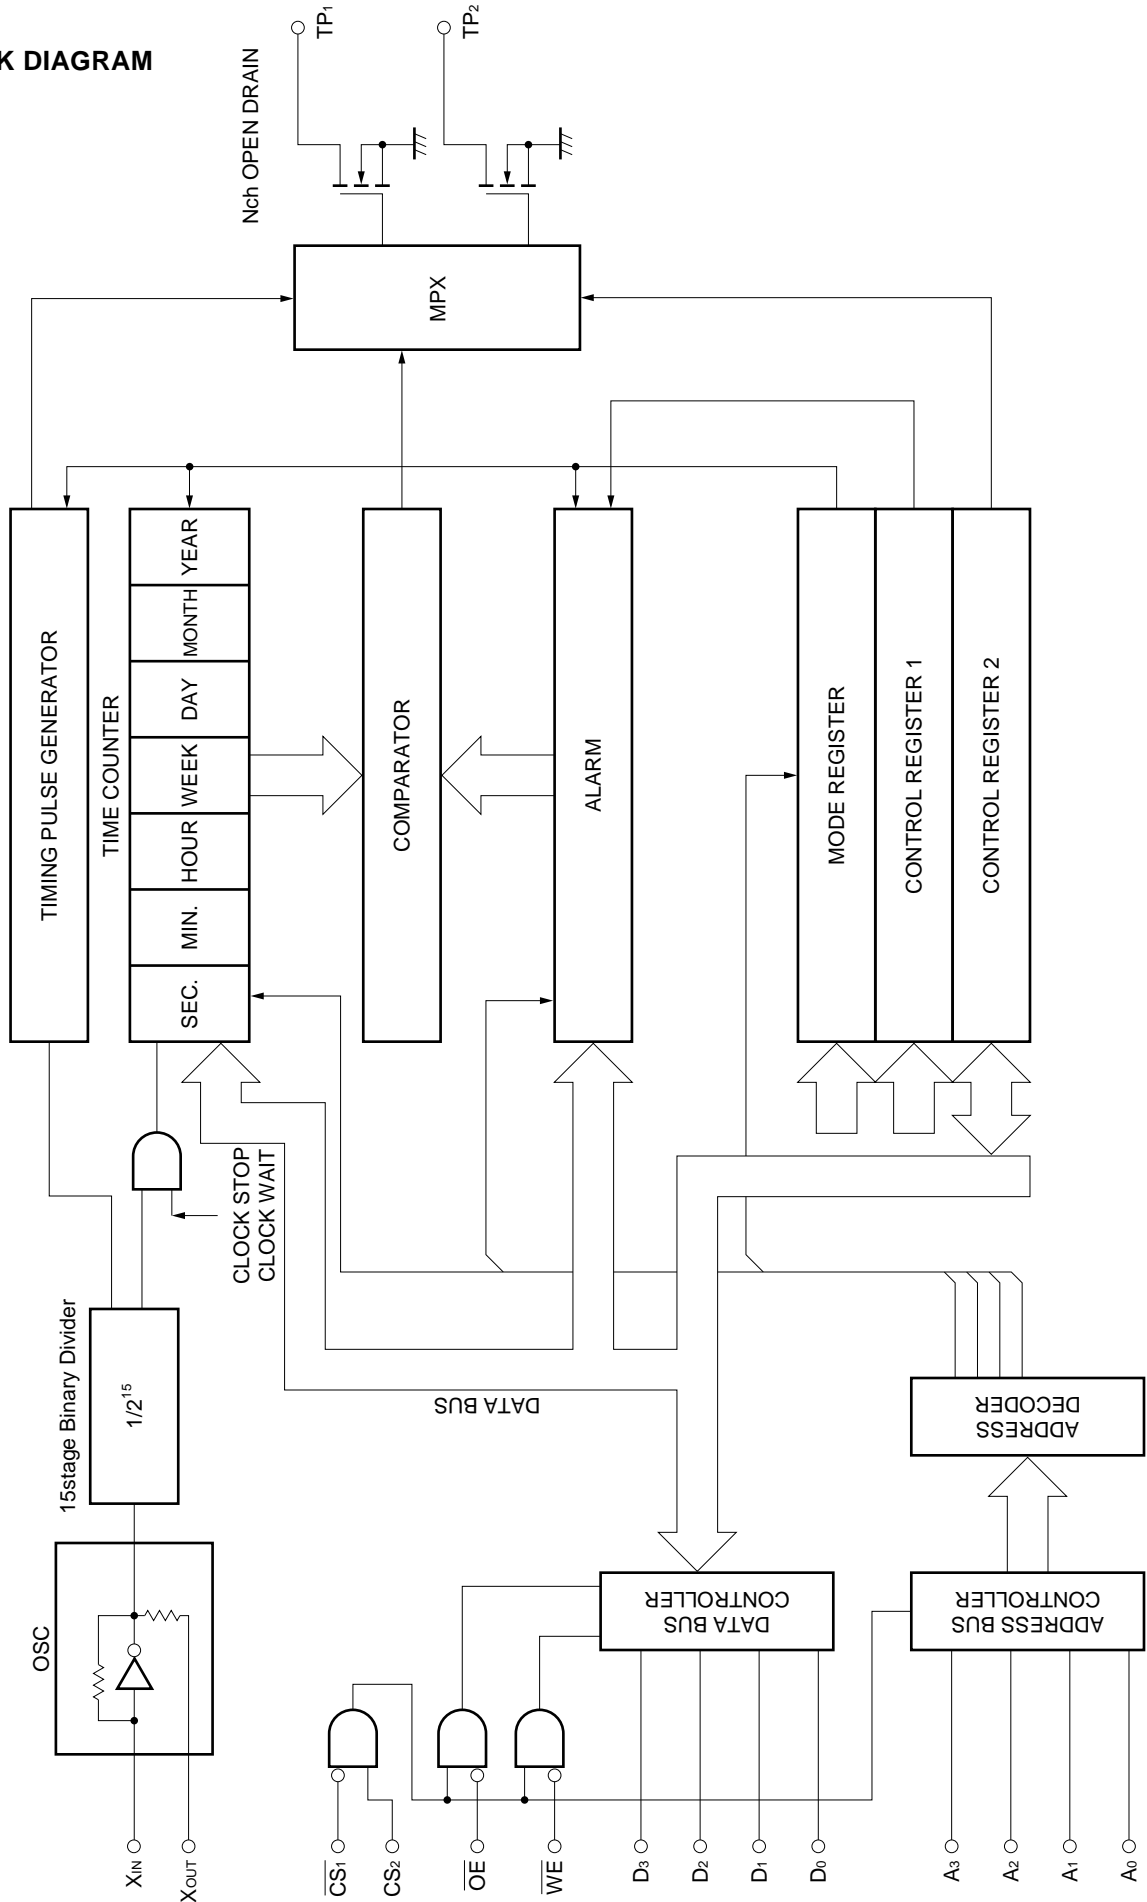 K DIAGRAM
TP1
TP2
Nch OPEN DRAIN
MPX
TIMING PULSE GENERATOR
TIME COUNTER
SEC.
MIN.
HOUR
WEEK
DAY
MONTH
YEAR
COMPARATOR
ALARM
MODE REGISTER
CONTROL REGISTER 1
CONTROL REGISTER 2
CLOCK STOP
CLOCK WAIT
15stage Binary Divider
1/2^15
OSC
DATA BUS
ADDRESS
DECODER
DATA BUS
CONTROLLER
ADDRESS BUS
CONTROLLER
XIN
XOUT
C̅S̅1̅
CS2
O̅E̅
W̅E̅
D3
D2
D1
D0
A3
A2
A1
A0